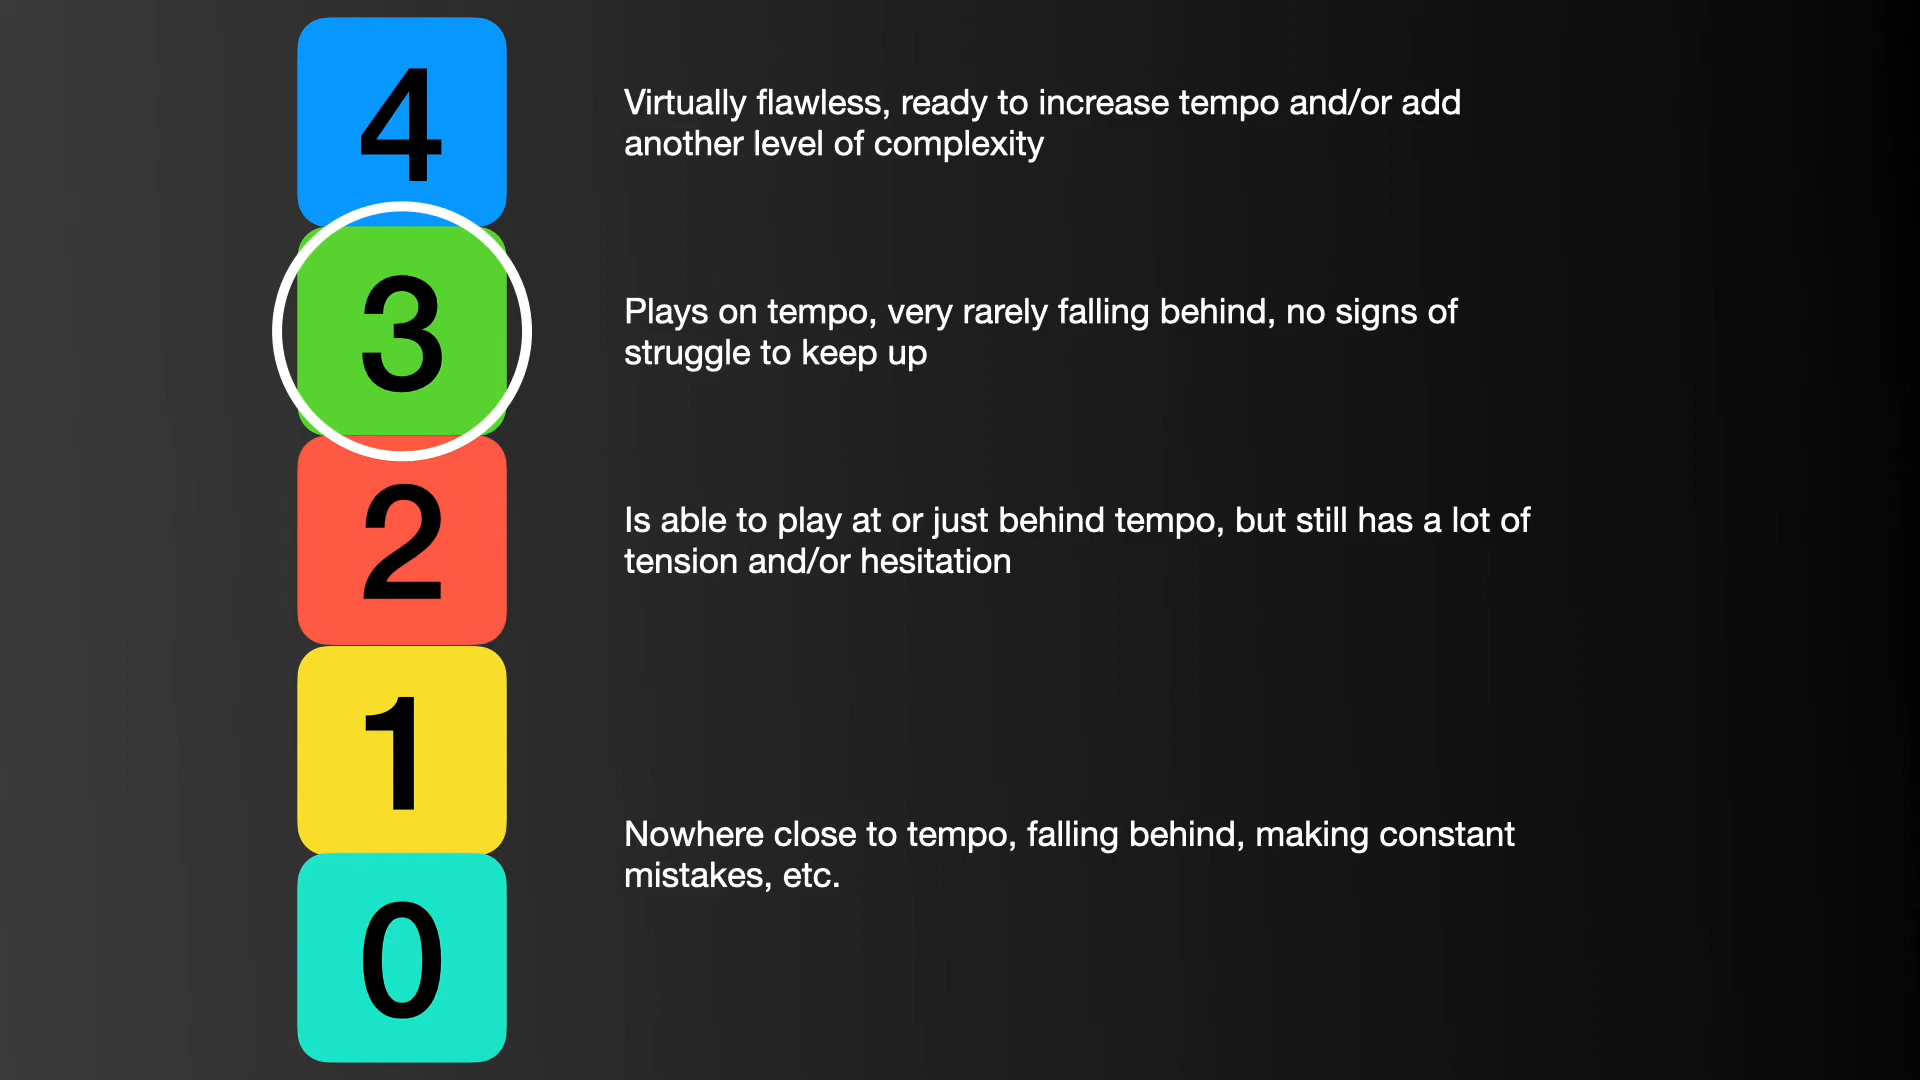 4
Virtually flawless, ready to increase tempo and/or add
another level of complexity
3
Plays on tempo, very rarely falling behind, no signs of
struggle to keep up
2
Is able to play at or just behind tempo, but still has a lot of
tension and/or hesitation
1
Nowhere close to tempo, falling behind, making constant
mistakes, etc.
0